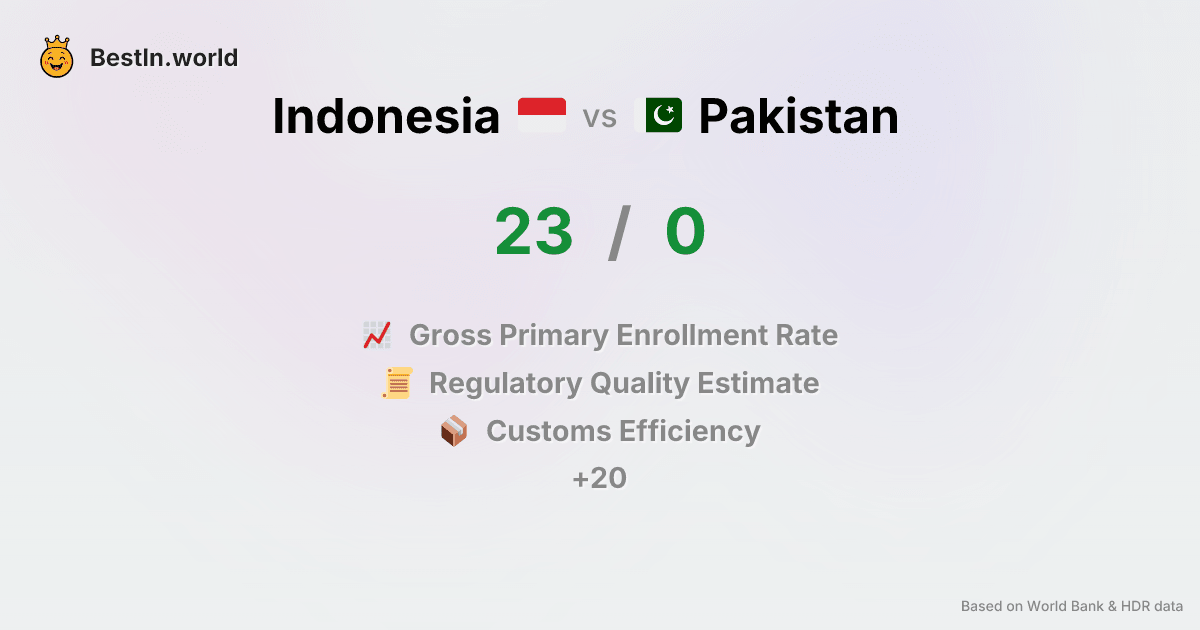 BestIn.world
Indonesia vs Pakistan
23 / 0
Gross Primary Enrollment Rate
Regulatory Quality Estimate
Customs Efficiency
+20
Based on World Bank & HDR data